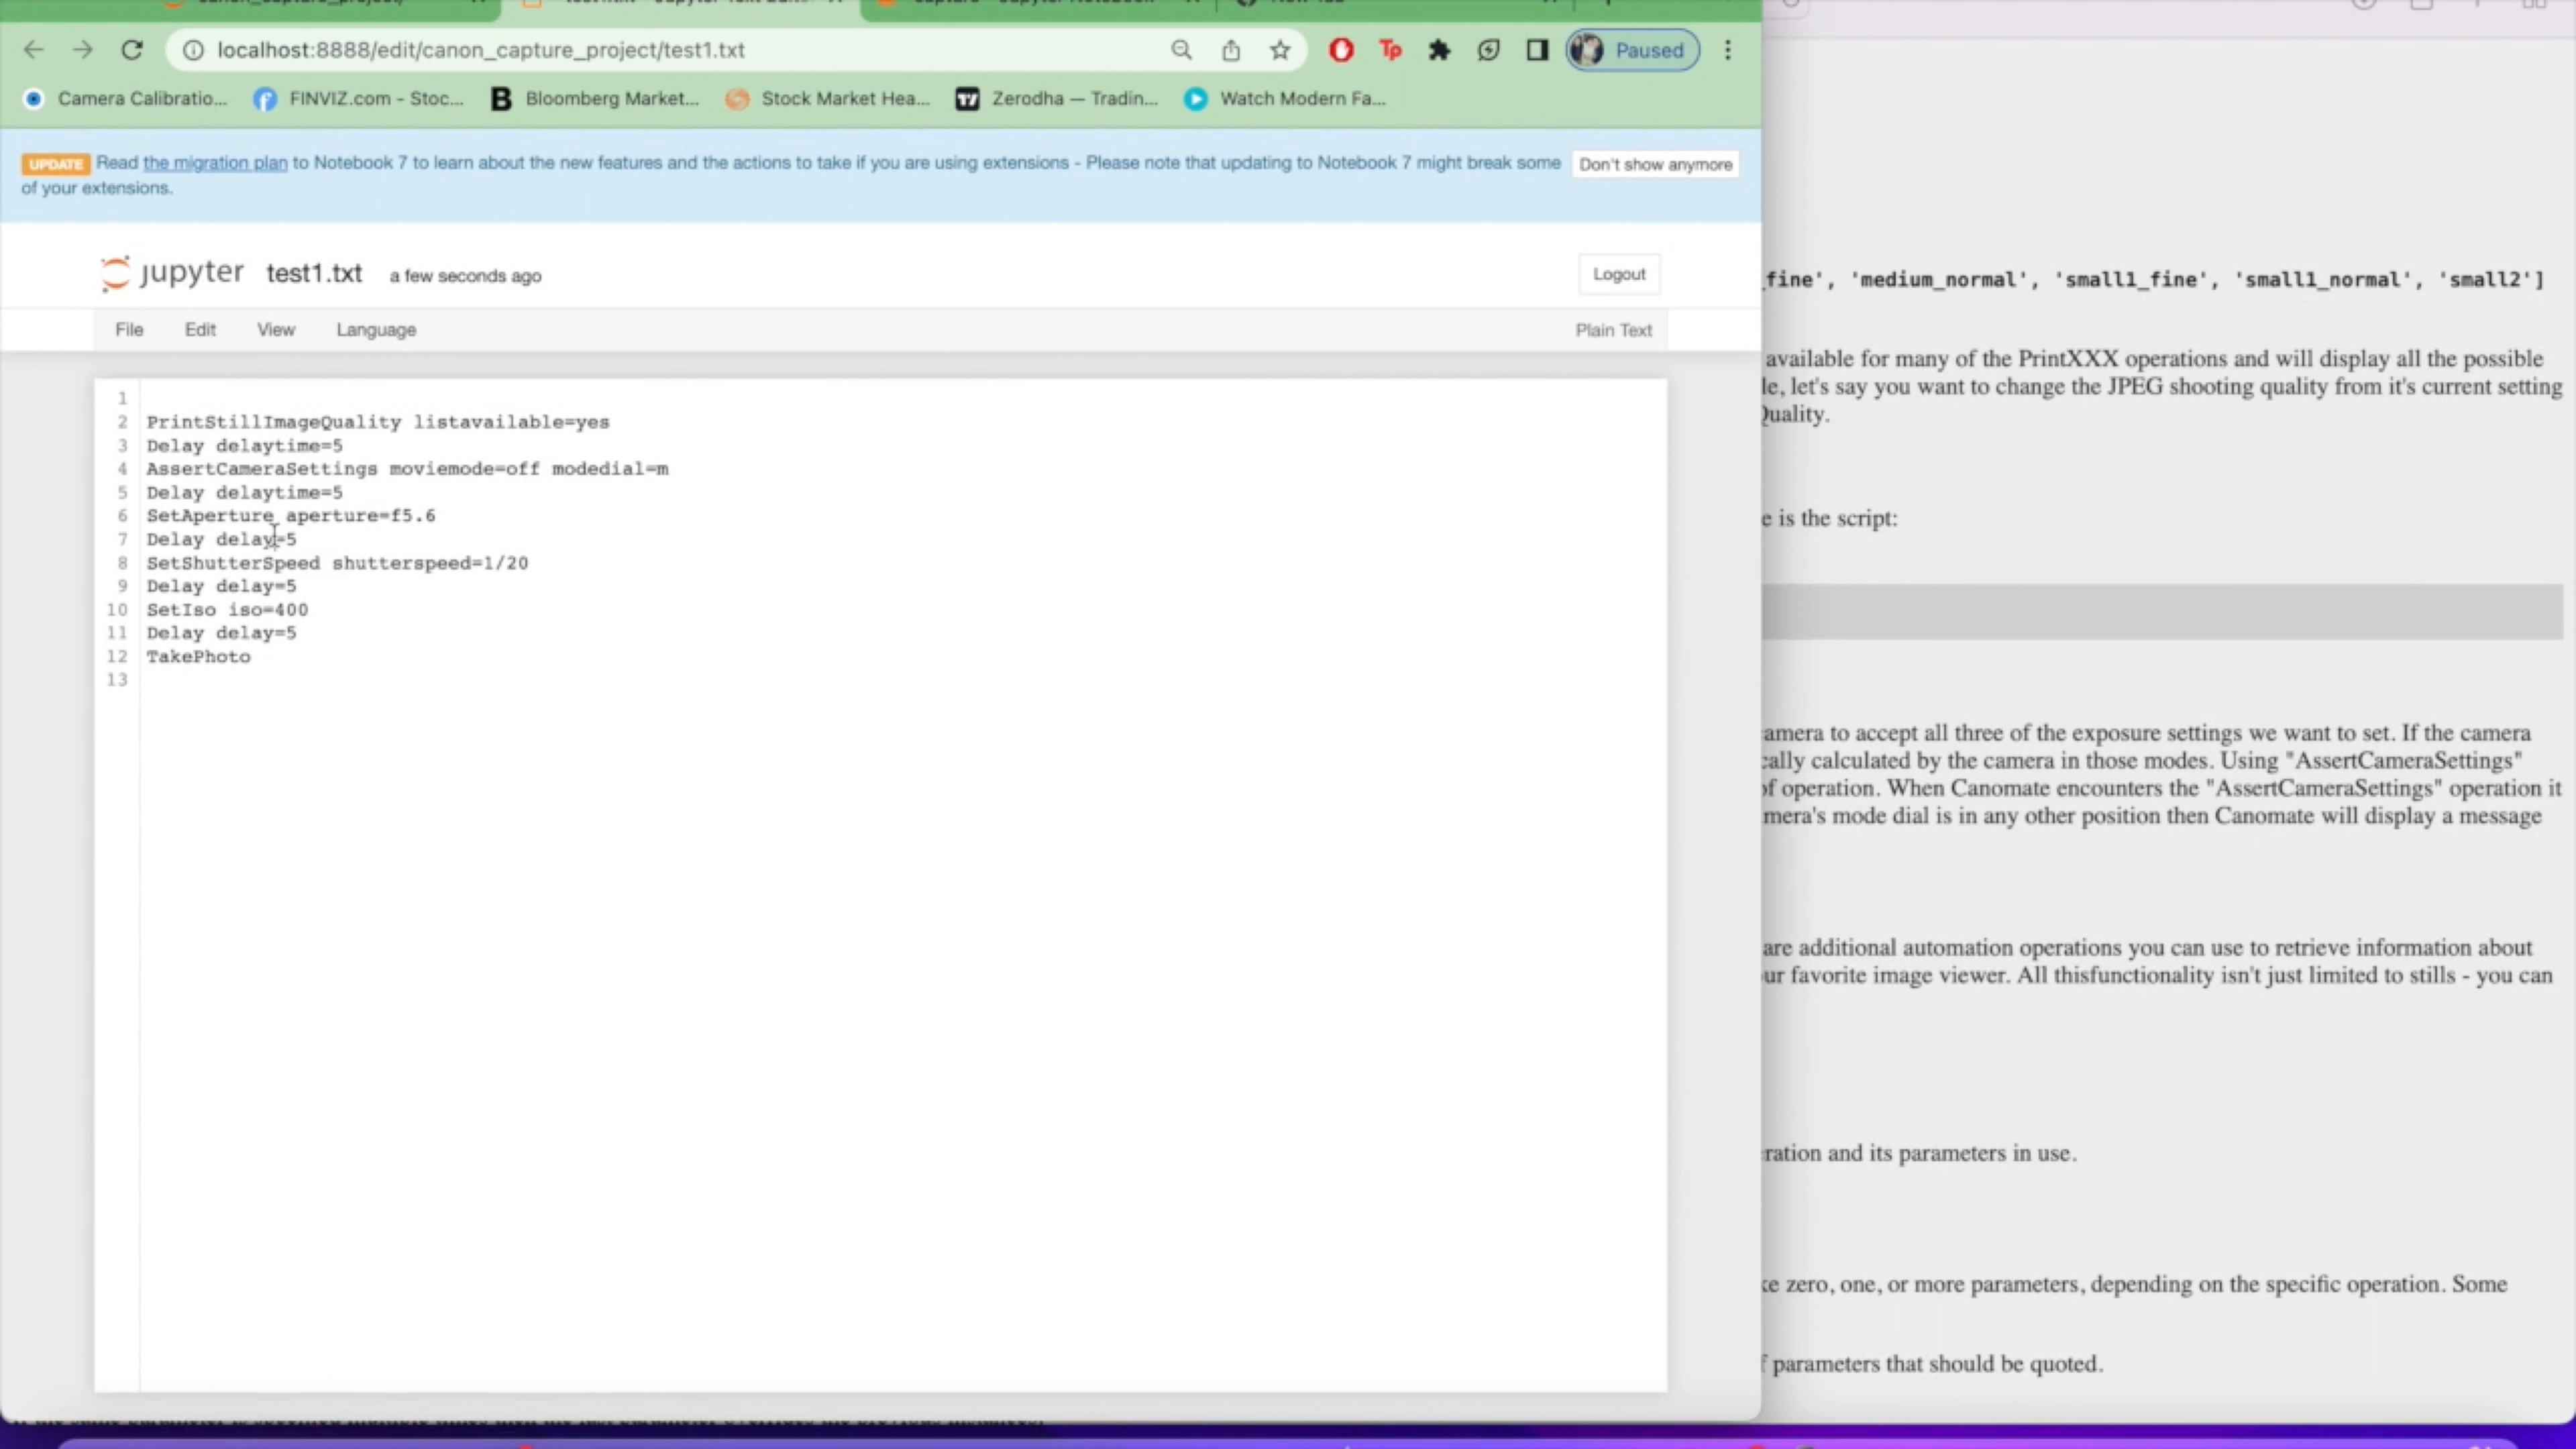 localhost:8888/edit/canon_capture_project/test1.txt
Paused
Camera Calibratio...
FINVIZ.com - Stoc...
Bloomberg Market...
Stock Market Hea...
Zerodha — Tradin...
Watch Modern Fa...
UPDATE Read the migration plan to Notebook 7 to learn about the new features and the actions to take if you are using extensions - Please note that updating to Notebook 7 might break some
of your extensions.
Don't show anymore
jupyter test1.txt a few seconds ago
Logout
File Edit View Language
Plain Text
1
2 PrintStillImageQuality listavailable=yes
3 Delay delaytime=5
4 AssertCameraSettings moviemode=off modedial=m
5 Delay delaytime=5
6 SetAperture aperture=f5.6
7 Delay delay=5
8 SetShutterSpeed shutterspeed=1/20
9 Delay delay=5
10 SetIso iso=400
11 Delay delay=5
12 TakePhoto
13
_fine', 'medium_normal', 'small1_fine', 'small1_normal', 'small2']
available for many of the PrintXXX operations and will display all the possible
le, let's say you want to change the JPEG shooting quality from it's current setting
Quality.
e is the script:
amera to accept all three of the exposure settings we want to set. If the camera
cally calculated by the camera in those modes. Using "AssertCameraSettings"
of operation. When Canomate encounters the "AssertCameraSettings" operation it
mera's mode dial is in any other position then Canomate will display a message
are additional automation operations you can use to retrieve information about
ur favorite image viewer. All thisfunctionality isn't just limited to stills - you can
ration and its parameters in use.
ke zero, one, or more parameters, depending on the specific operation. Some
f parameters that should be quoted.